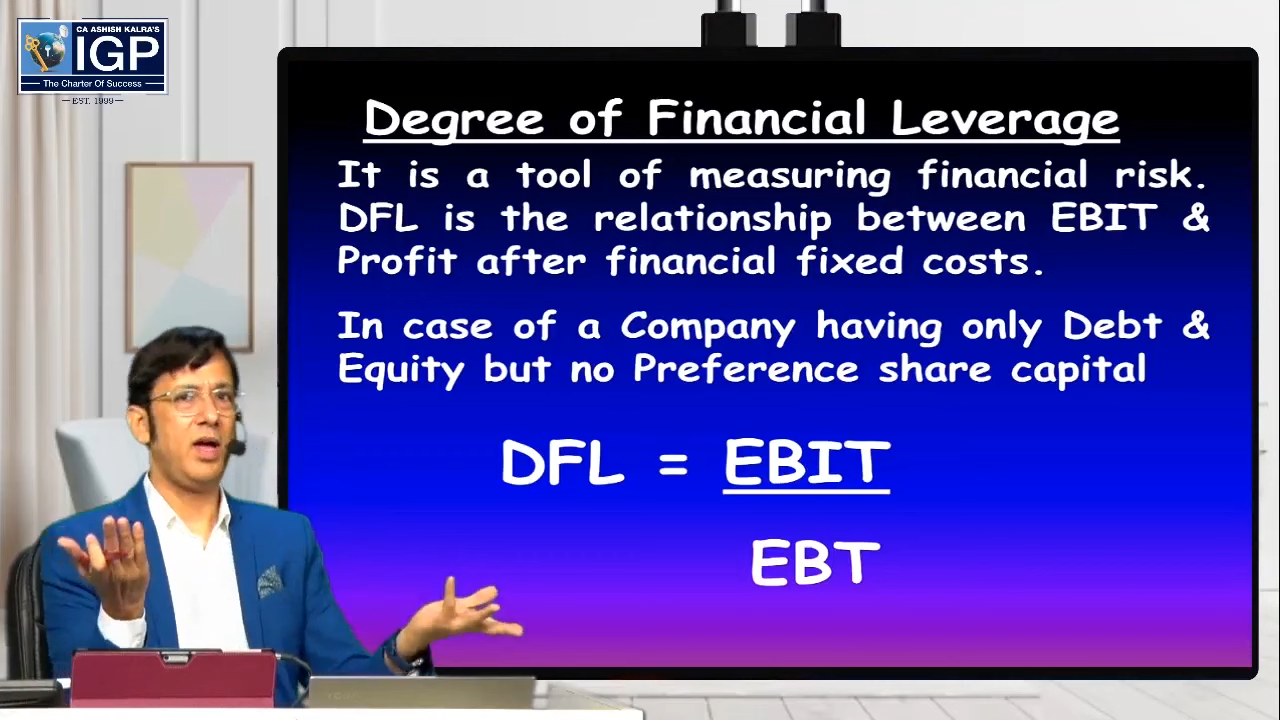 CA ASHISH KALRA'S
IGP
The Charter Of Success
EST. 1999
Degree of Financial Leverage
It is a tool of measuring financial risk.
DFL is the relationship between EBIT &
Profit after financial fixed costs.
In case of a Company having only Debt &
Equity but no Preference share capital
DFL = EBIT
EBT